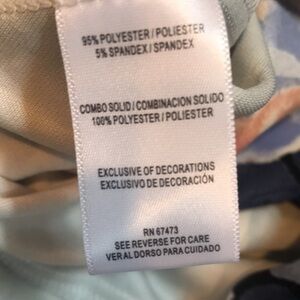 95% POLYESTER / POLIESTER
5% SPANDEX / SPANDEX
COMBO SOLID / COMBINACION SOLIDO
100% POLYESTER / POLIESTER
EXCLUSIVE OF DECORATIONS
EXCLUSIVO DE DECORACIÓN
RN 67473
SEE REVERSE FOR CARE
VER AL DORSO PARA CUIDADO